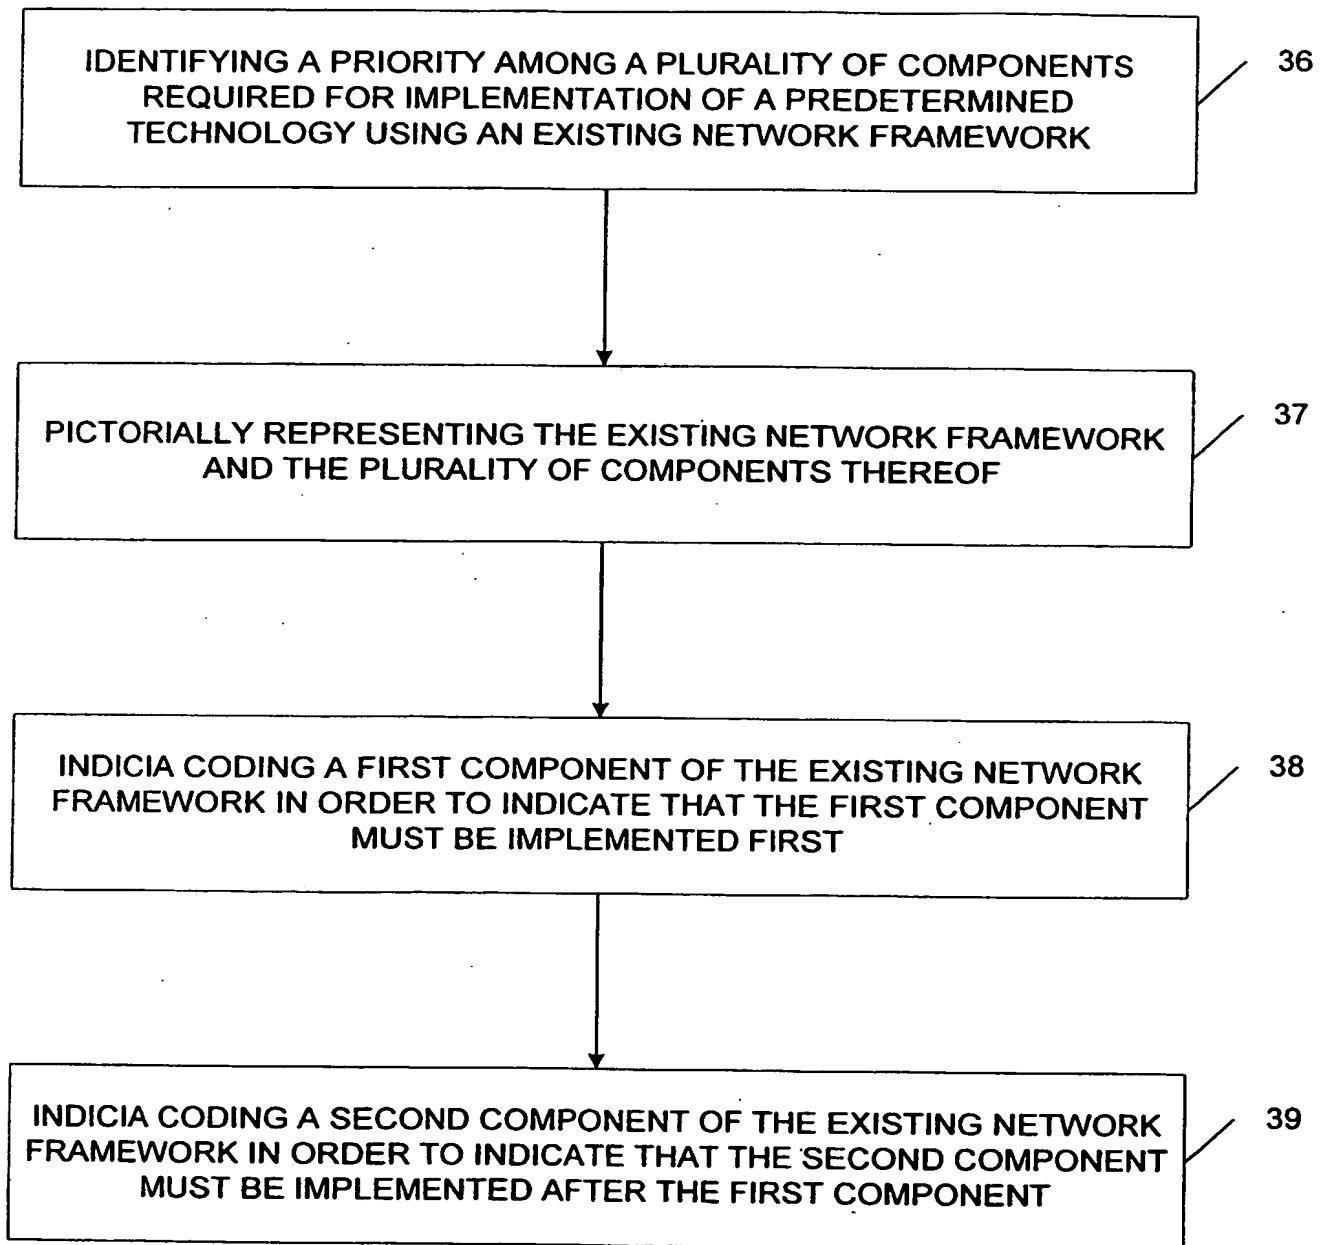 IDENTIFYING A PRIORITY AMONG A PLURALITY OF COMPONENTS
REQUIRED FOR IMPLEMENTATION OF A PREDETERMINED
TECHNOLOGY USING AN EXISTING NETWORK FRAMEWORK
36
PICTORIALLY REPRESENTING THE EXISTING NETWORK FRAMEWORK
AND THE PLURALITY OF COMPONENTS THEREOF
37
INDICIA CODING A FIRST COMPONENT OF THE EXISTING NETWORK
FRAMEWORK IN ORDER TO INDICATE THAT THE FIRST COMPONENT
MUST BE IMPLEMENTED FIRST
38
INDICIA CODING A SECOND COMPONENT OF THE EXISTING NETWORK
FRAMEWORK IN ORDER TO INDICATE THAT THE SECOND COMPONENT
MUST BE IMPLEMENTED AFTER THE FIRST COMPONENT
39